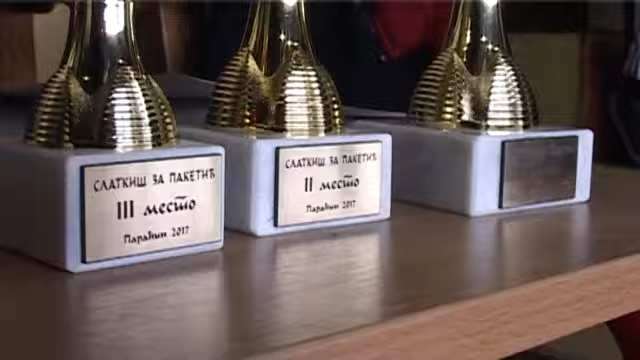 СЛАТКИШ ЗА ПАКЕТИЋ
III место
Параћин 2017
СЛАТКИШ ЗА ПАКЕТИЋ
II место
Параћин 2017